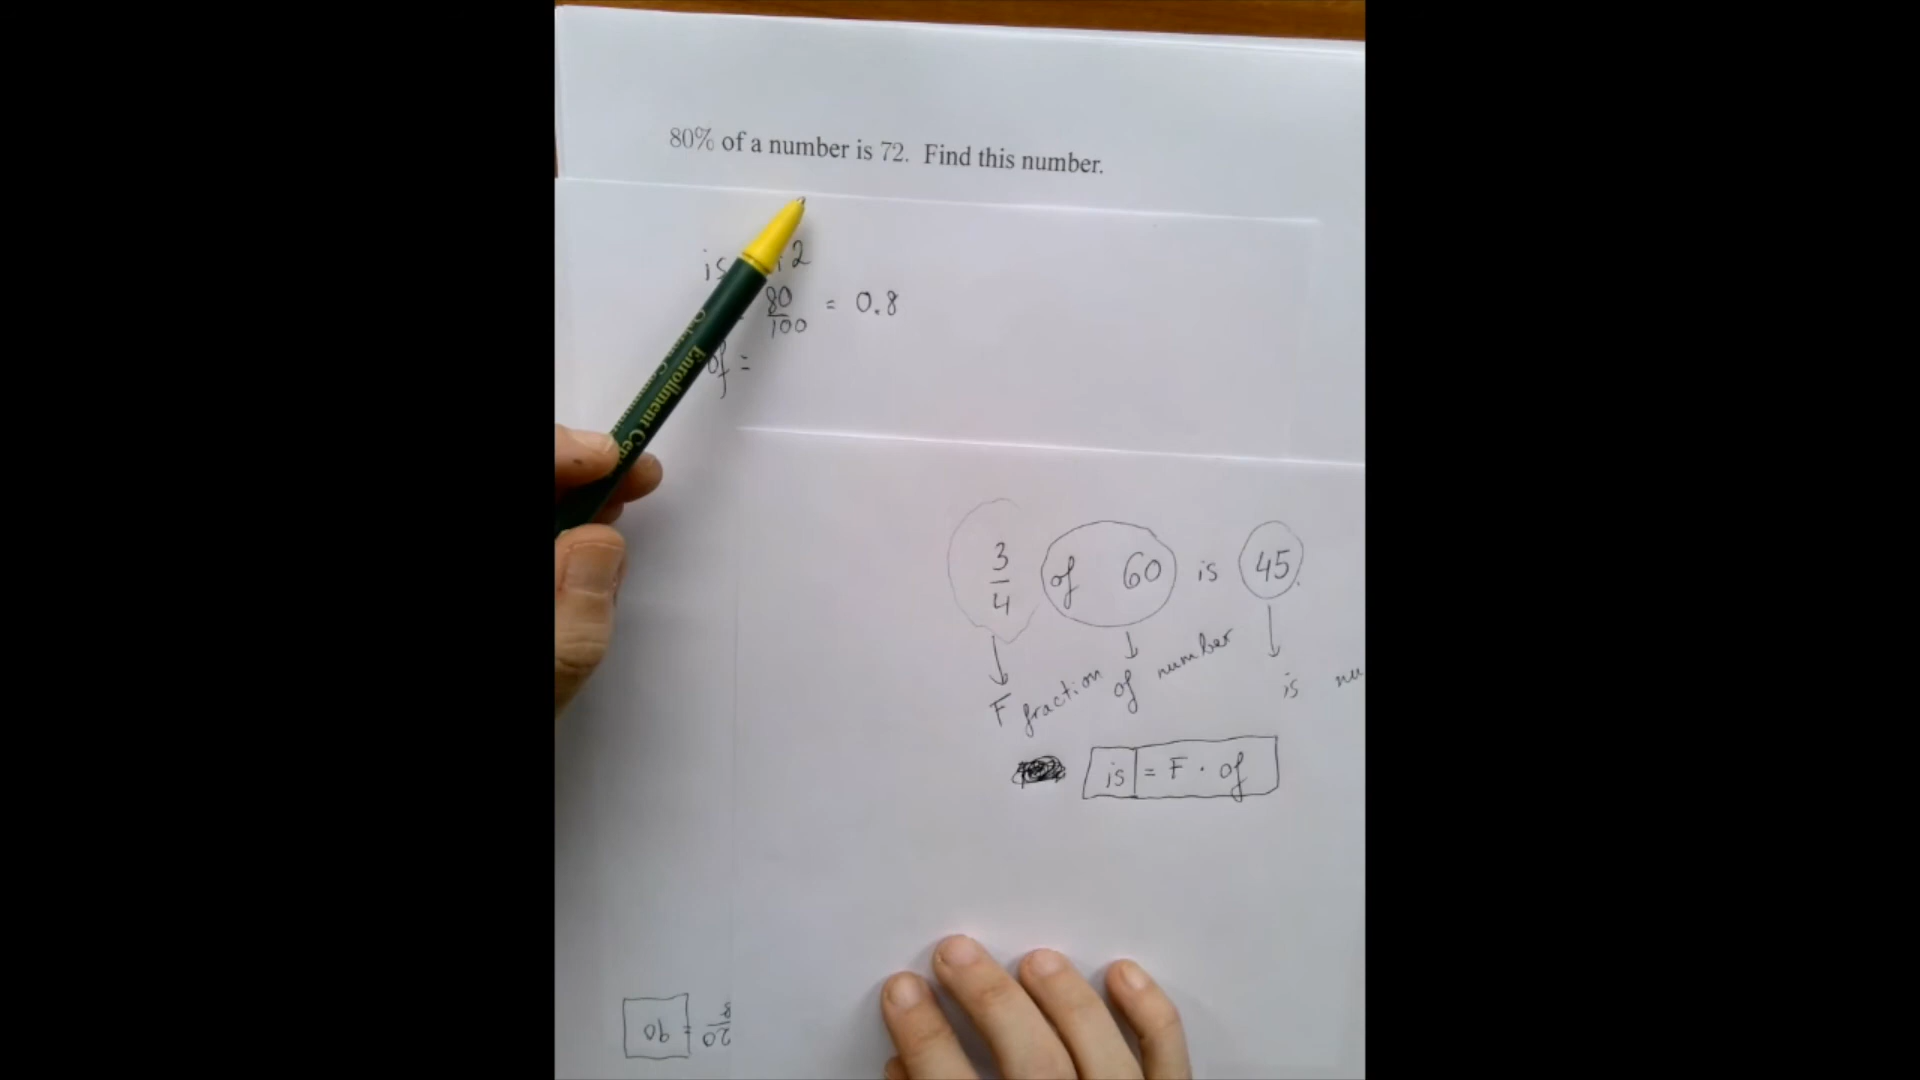 80% of a number is 72. Find this number.
is
80
100
= 0.8
of =
Enrollment
3
4
of 60 is 45.
F fraction of number is
is = F · of